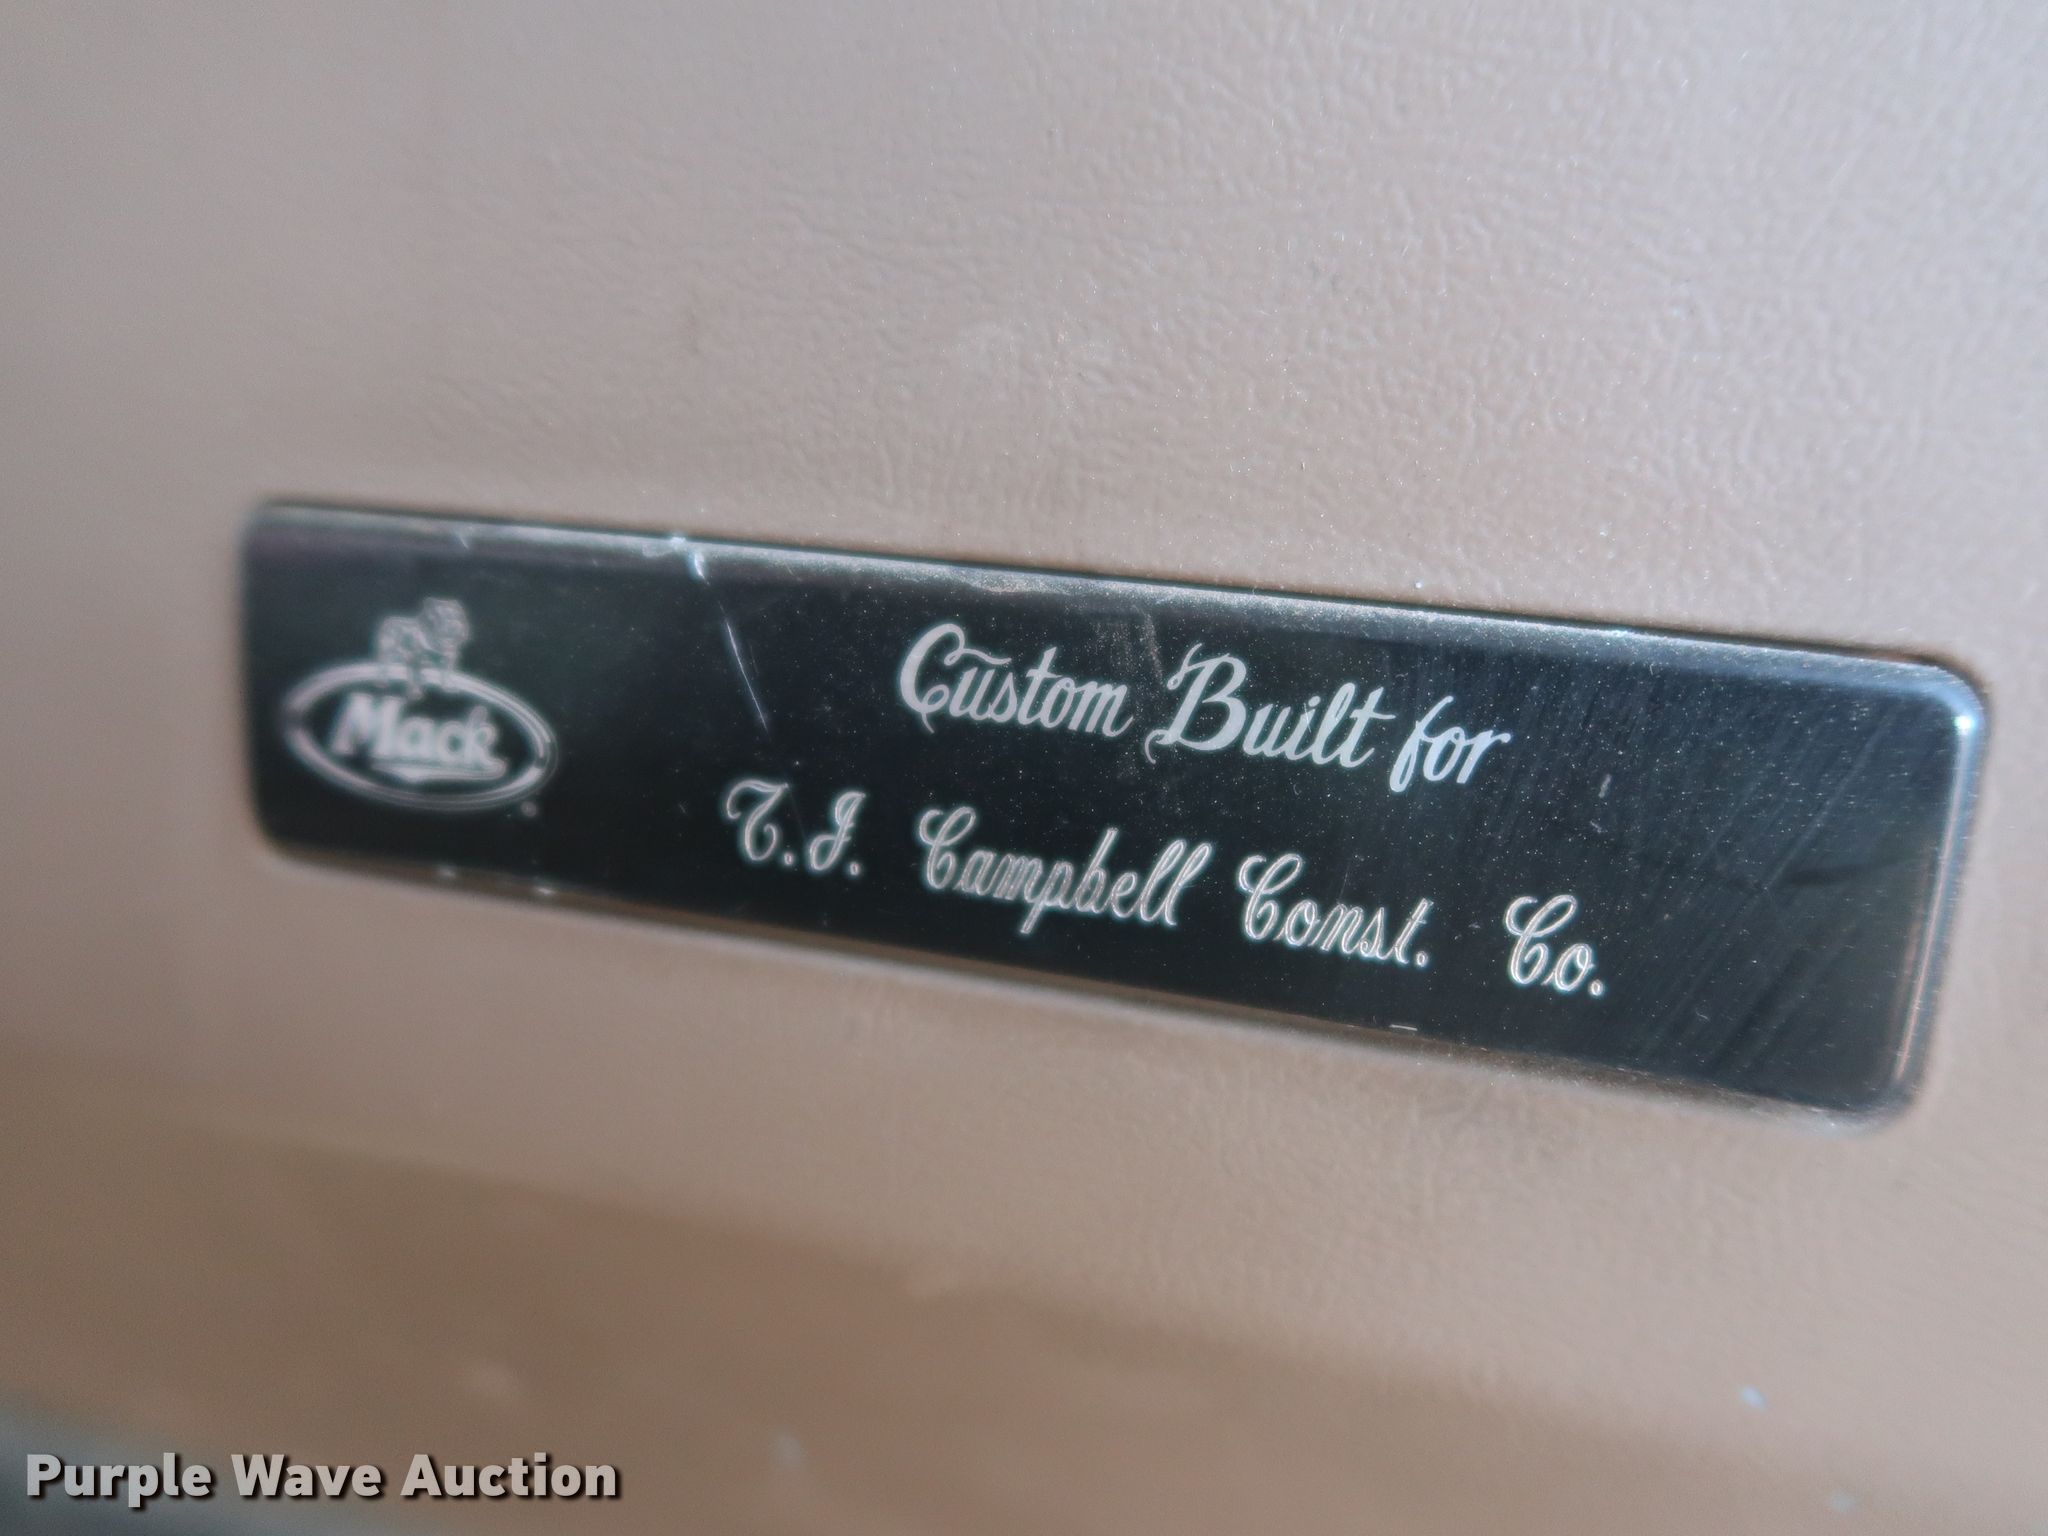 Mack
Custom Built for
T.J. Campbell Const. Co.
Purple Wave Auction